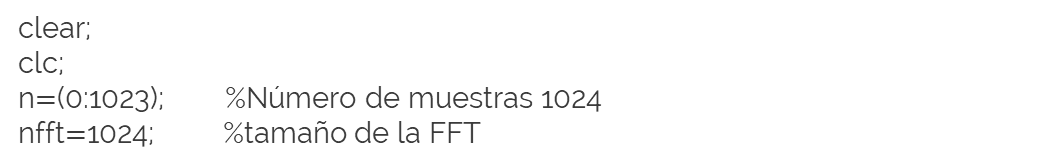 clear;
clc;
n=(0:1023); %Número de muestras 1024
nfft=1024; %tamaño de la FFT